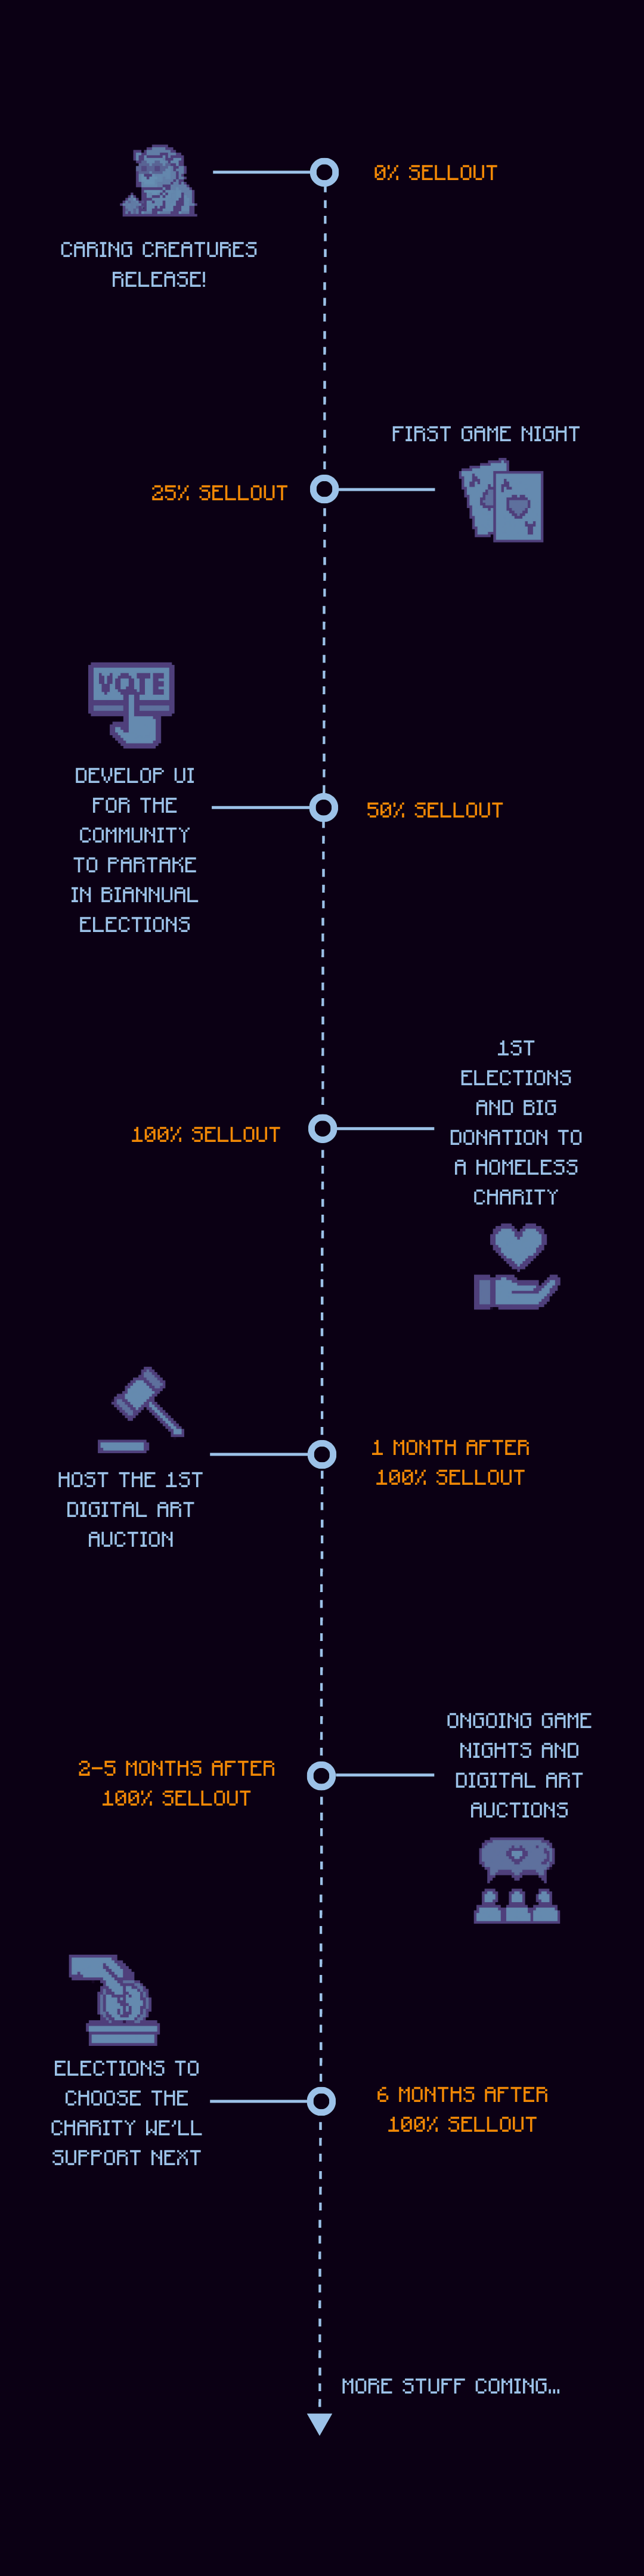 0% SELLOUT
CARING CREATURES
RELEASE!
FIRST GAME NIGHT
25% SELLOUT
A
A
A
VOTE
DEVELOP UI
FOR THE
COMMUNITY
TO PARTAKE
IN BIANNUAL
ELECTIONS
50% SELLOUT
1ST
ELECTIONS
AND BIG
DONATION TO
A HOMELESS
CHARITY
100% SELLOUT
HOST THE 1ST
DIGITAL ART
AUCTION
1 MONTH AFTER
100% SELLOUT
ONGOING GAME
NIGHTS AND
DIGITAL ART
AUCTIONS
2-5 MONTHS AFTER
100% SELLOUT
$
ELECTIONS TO
CHOOSE THE
CHARITY WE'LL
SUPPORT NEXT
6 MONTHS AFTER
100% SELLOUT
MORE STUFF COMING...